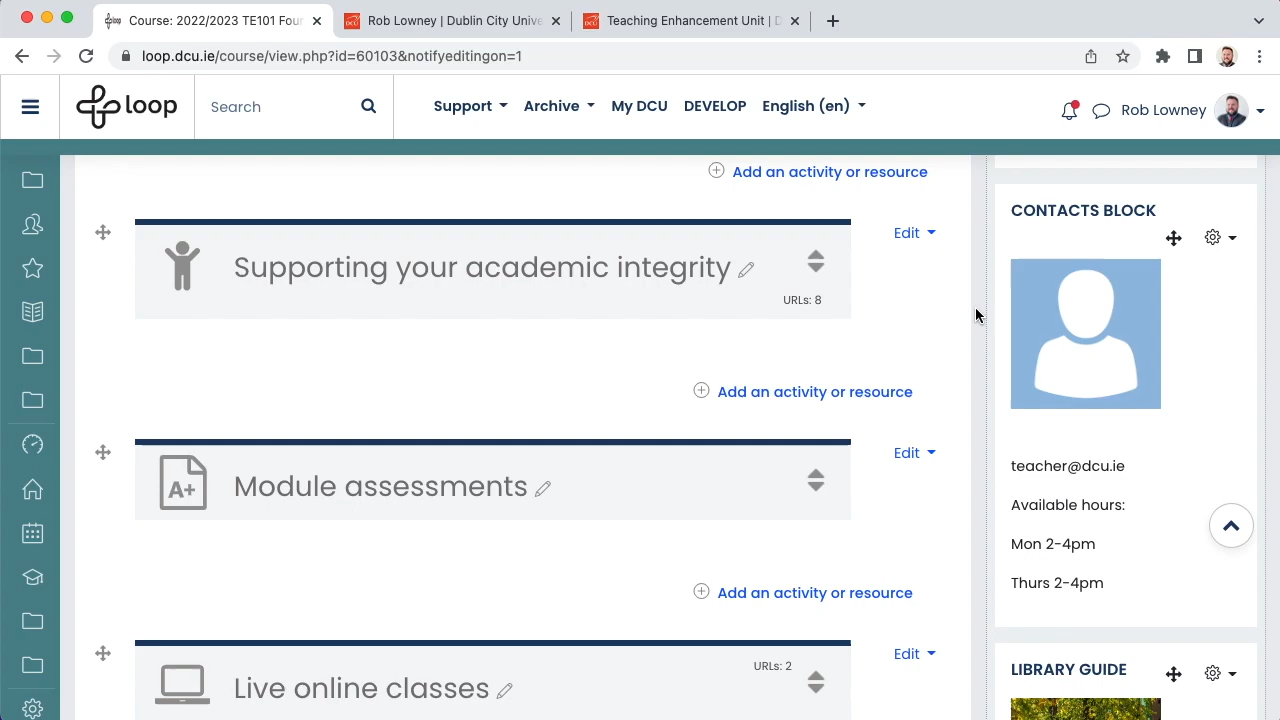 Course: 2022/2023 TE101 Four
Rob Lowney | Dublin City Unive
Teaching Enhancement Unit | D
loop.dcu.ie/course/view.php?id=60103&notifyeditingon=1
loop
Search
Support
Archive
My DCU
DEVELOP
English (en)
Rob Lowney
Add an activity or resource
Supporting your academic integrity
Edit
URLs: 8
Add an activity or resource
A+
Module assessments
Edit
Add an activity or resource
Live online classes
URLs: 2
Edit
CONTACTS BLOCK
teacher@dcu.ie
Available hours:
Mon 2-4pm
Thurs 2-4pm
LIBRARY GUIDE